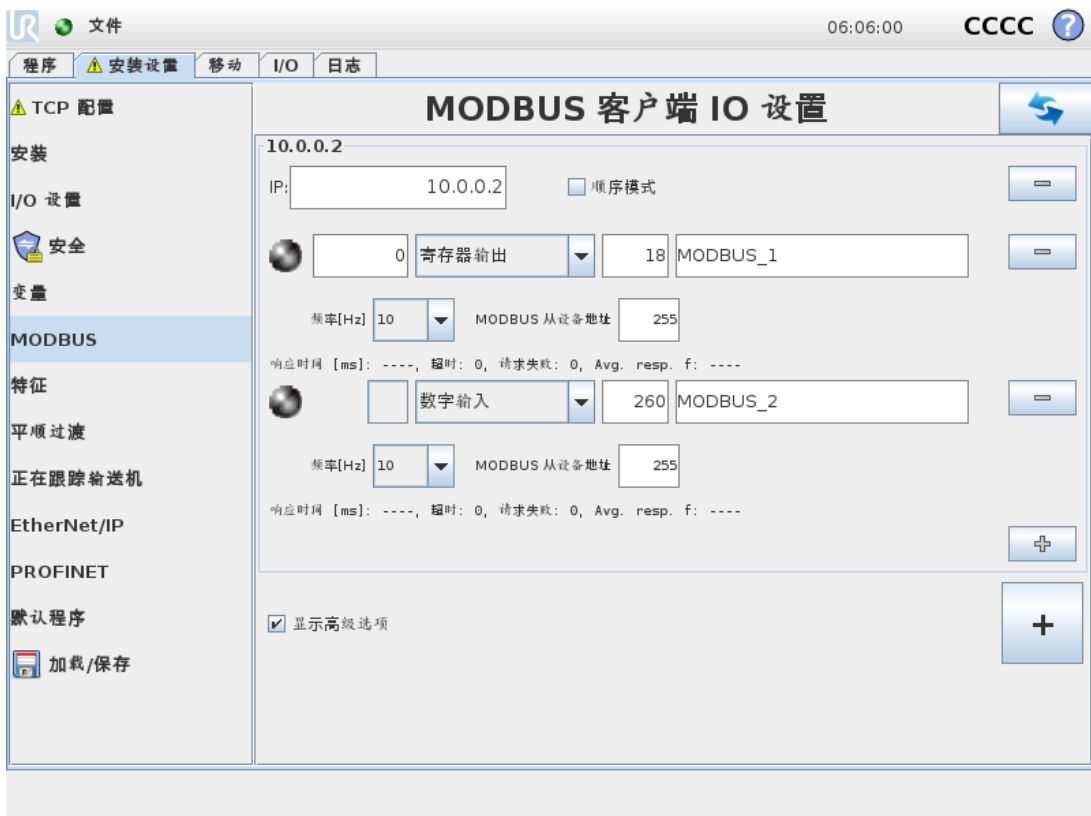 UR 文件 06:06:00 CCCC ?
程序 安装设置 移动 I/O 日志
TCP 配置
安装
I/O 设置
安全
变量
MODBUS
特征
平顺过渡
正在跟踪输送机
EtherNet/IP
PROFINET
默认程序
加载/保存
MODBUS 客户端 IO 设置
10.0.0.2
IP: 10.0.0.2 顺序模式
0 寄存器输出 18 MODBUS_1
频率[Hz] 10 MODBUS 从设备地址 255
响应时间 [ms]: ----, 超时: 0, 请求失败: 0, Avg. resp. f: ----
数字输入 260 MODBUS_2
频率[Hz] 10 MODBUS 从设备地址 255
响应时间 [ms]: ----, 超时: 0, 请求失败: 0, Avg. resp. f: ----
显示高级选项